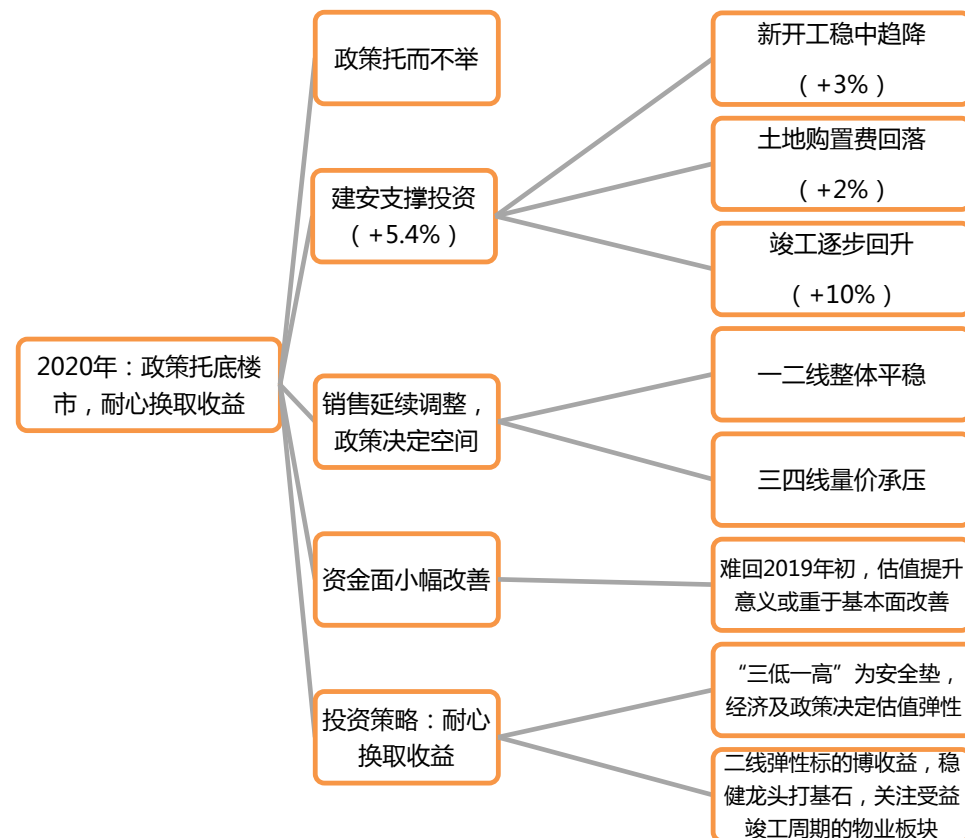 2020年：政策托底楼
市，耐心换取收益
政策托而不举
建安支撑投资
（+5.4%）
新开工稳中趋降
（+3%）
土地购置费回落
（+2%）
竣工逐步回升
（+10%）
销售延续调整，
政策决定空间
一二线整体平稳
三四线量价承压
资金面小幅改善
难回2019年初，估值提升
意义或重于基本面改善
投资策略：耐心
换取收益
“三低一高”为安全垫，
经济及政策决定估值弹性
二线弹性标的博收益，稳
健龙头打基石，关注受益
竣工周期的物业板块